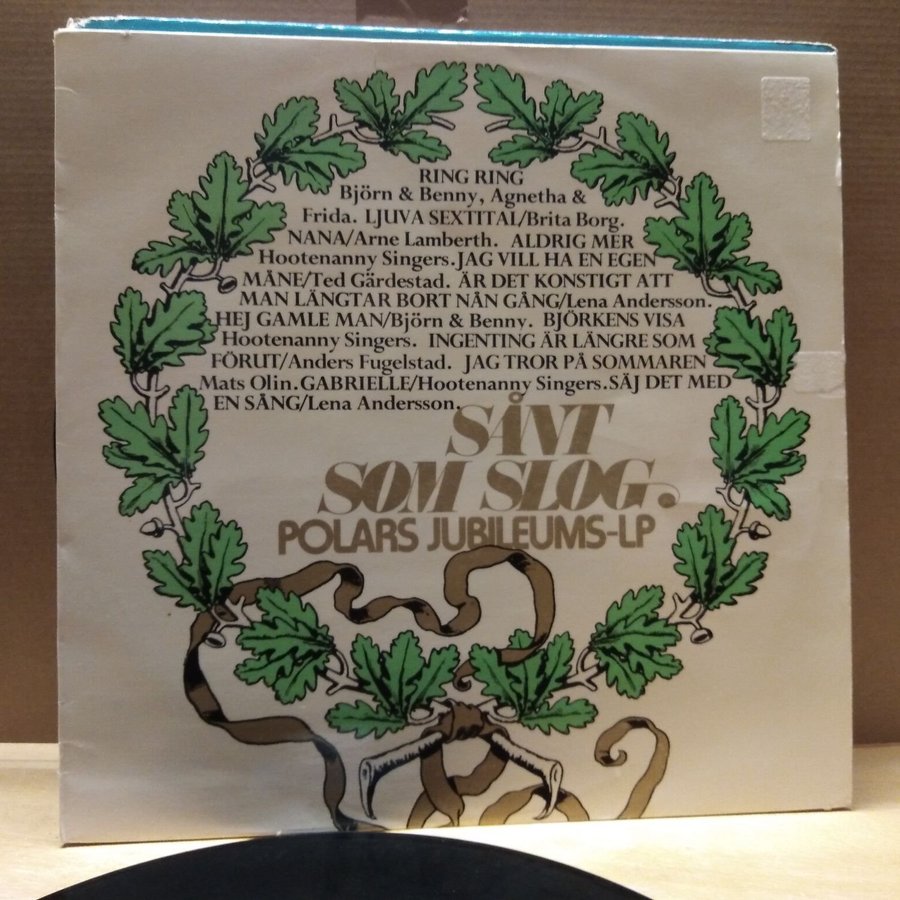 RING RING
Björn & Benny, Agnetha &
Frida. LJUVA SEXTITAL/Brita Borg.
NANA/Arne Lamberth. ALDRIG MER
Hootenanny Singers. JAG VILL HA EN EGEN
MÅNE/Ted Gärdestad. ÄR DET KONSTIGT ATT
MAN LÄNGTAR BORT NÅN GÅNG/Lena Andersson.
HEJ GAMLE MAN/Björn & Benny. BJÖRKENS VISA
Hootenanny Singers. INGENTING ÄR LÄNGRE SOM
FÖRUT/Anders Fugelstad. JAG TROR PÅ SOMMAREN
Mats Olin. GABRIELLE/Hootenanny Singers. SÄJ DET MED
EN SÅNG/Lena Andersson.
SÅNT
SOM SLOG
POLARS JUBILEUMS-LP